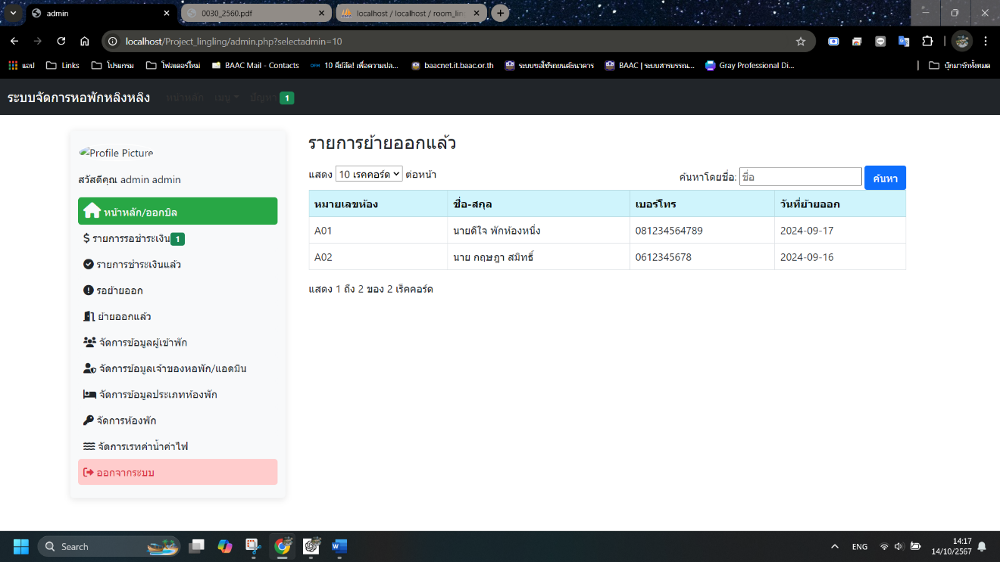 admin
0030_2560.pdf
localhost / localhost / room_lin
localhost/Project_lingling/admin.php?selectadmin=10
แอป Links โปรแกรม โฟลเดอร์ใหม่ BAAC Mail - Contacts 10 คีย์ลัด! เพื่อความปล... baacnet.it.baac.or.th ระบบขอใช้รถยนต์ธนาคาร BAAC | ระบบสารบรรณ... Gray Professional Di... บุ๊กมาร์กทั้งหมด
ระบบจัดการหอพักหลิงหลิง หน้าหลัก เมนู ปัญหา 1
Profile Picture
สวัสดีคุณ admin admin
หน้าหลัก/ออกบิล
รายการรอชำระเงิน 1
รายการชำระเงินแล้ว
รอย้ายออก
ย้ายออกแล้ว
จัดการข้อมูลผู้เข้าพัก
จัดการข้อมูลเจ้าของหอพัก/แอดมิน
จัดการข้อมูลประเภทห้องพัก
จัดการห้องพัก
จัดการเรทค่าน้ำค่าไฟ
ออกจากระบบ
รายการย้ายออกแล้ว
แสดง 10 เรคคอร์ด ต่อหน้า ค้นหาโดยชื่อ: ชื่อ ค้นหา
หมายเลขห้อง ชื่อ-สกุล เบอร์โทร วันที่ย้ายออก
A01 นายดีใจ พักห้องหนึ่ง 081234564789 2024-09-17
A02 นาย กฤษฎา สมิทธิ์ 0612345678 2024-09-16
แสดง 1 ถึง 2 ของ 2 เร็คคอร์ด
Search
ENG
14:17
14/10/2567